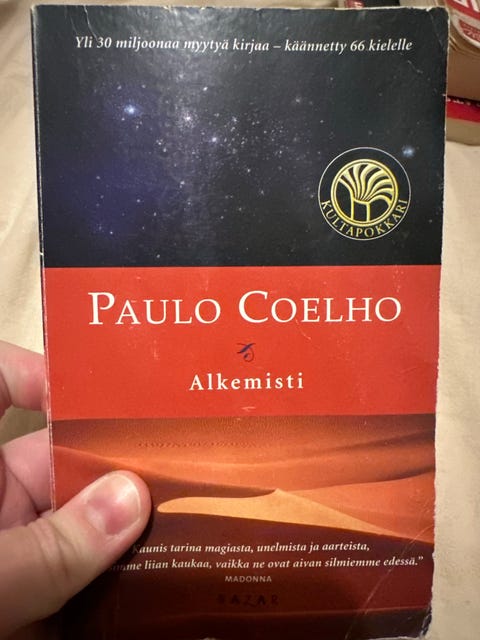 Yli 30 miljoonaa myytyä kirjaa – käännetty 66 kielelle
KULTAPOKKARI
PAULO COELHO
Alkemisti
Kaunis tarina magiasta, unelmista ja aarteista,
liian kaukaa, vaikka ne ovat aivan silmiemme edessä.”
MADONNA
BAZAR